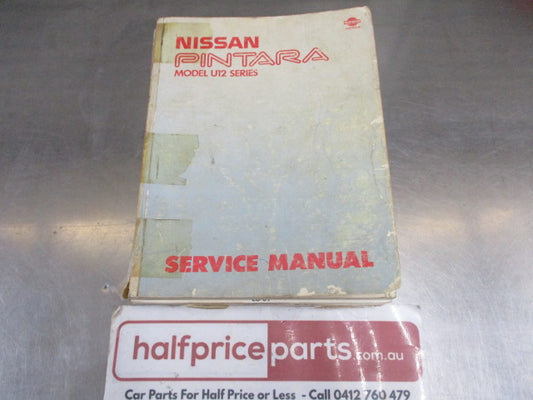 NISSAN
PINTARA
MODEL U12 SERIES
SERVICE MANUAL
halfpriceparts.com.au
Car Parts For Half Price or Less - Call 0412 760 479